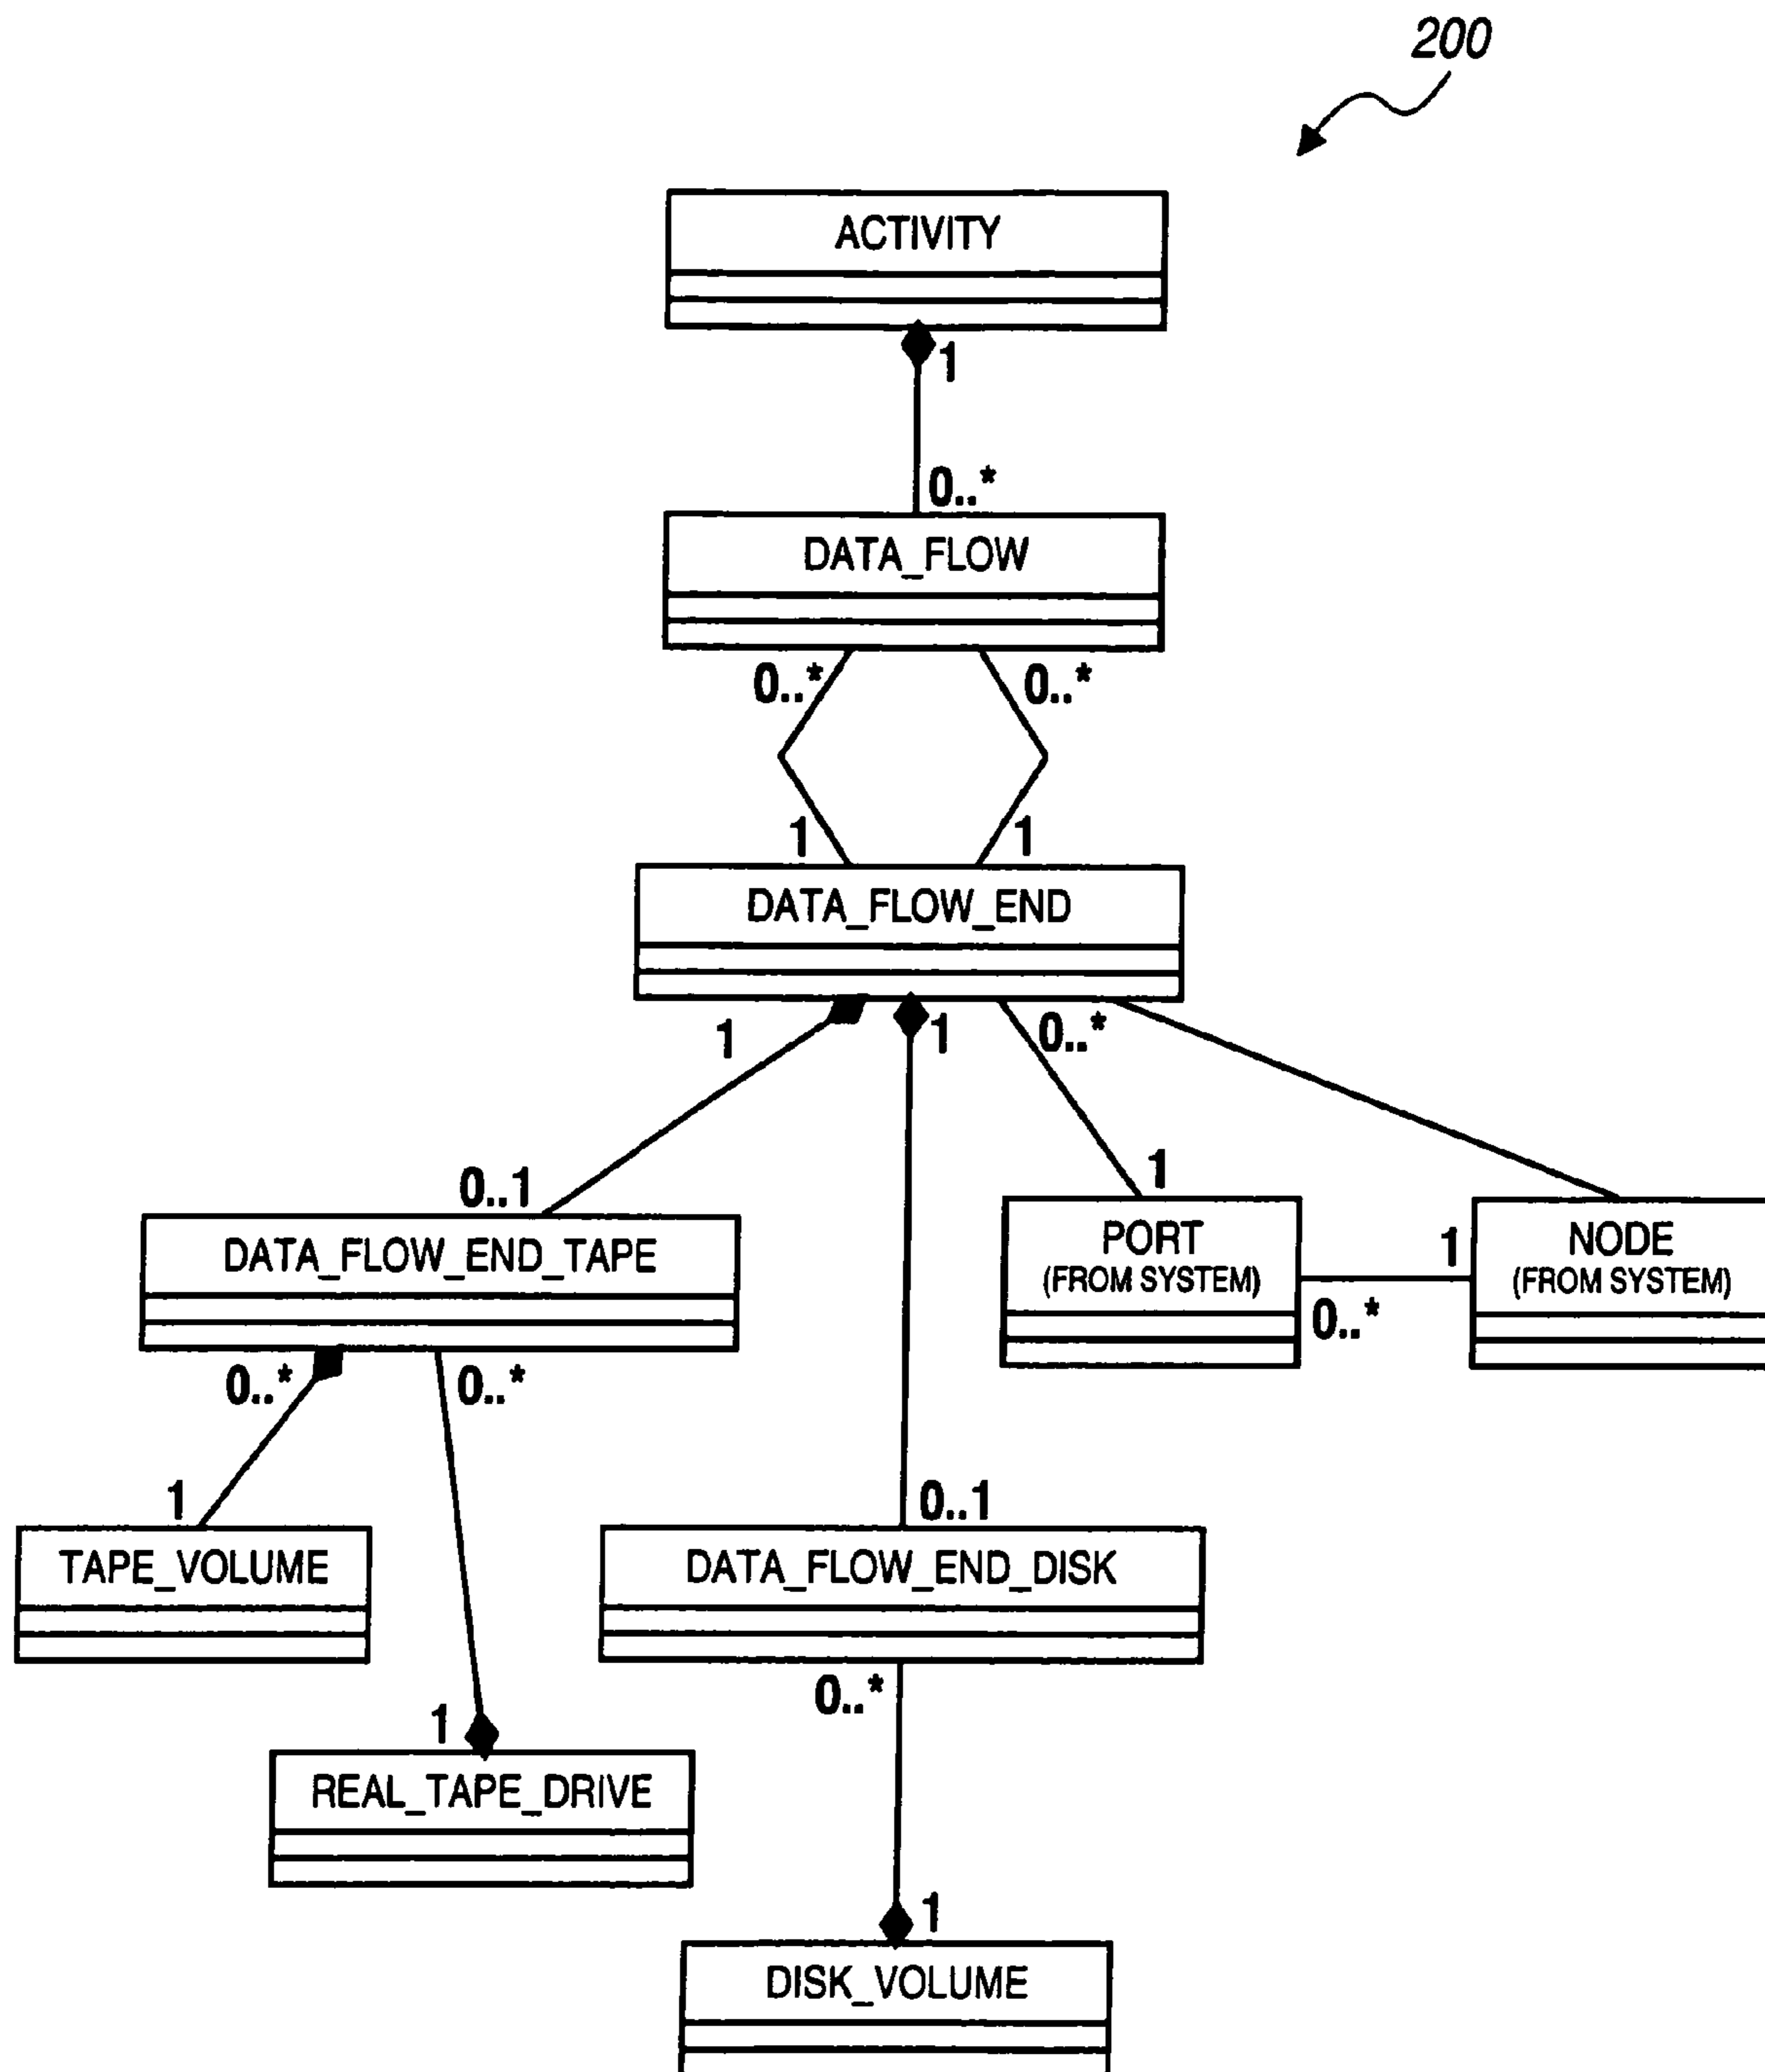 200
ACTIVITY
1
0..*
DATA_FLOW
0..* 0..*
1 1
DATA_FLOW_END
1 1 0..*
0..1 1
DATA_FLOW_END_TAPE
PORT
(FROM SYSTEM)
1
0..*
NODE
(FROM SYSTEM)
0..* 0..*
1 0..1
TAPE_VOLUME
DATA_FLOW_END_DISK
0..*
1
REAL_TAPE_DRIVE
1
DISK_VOLUME